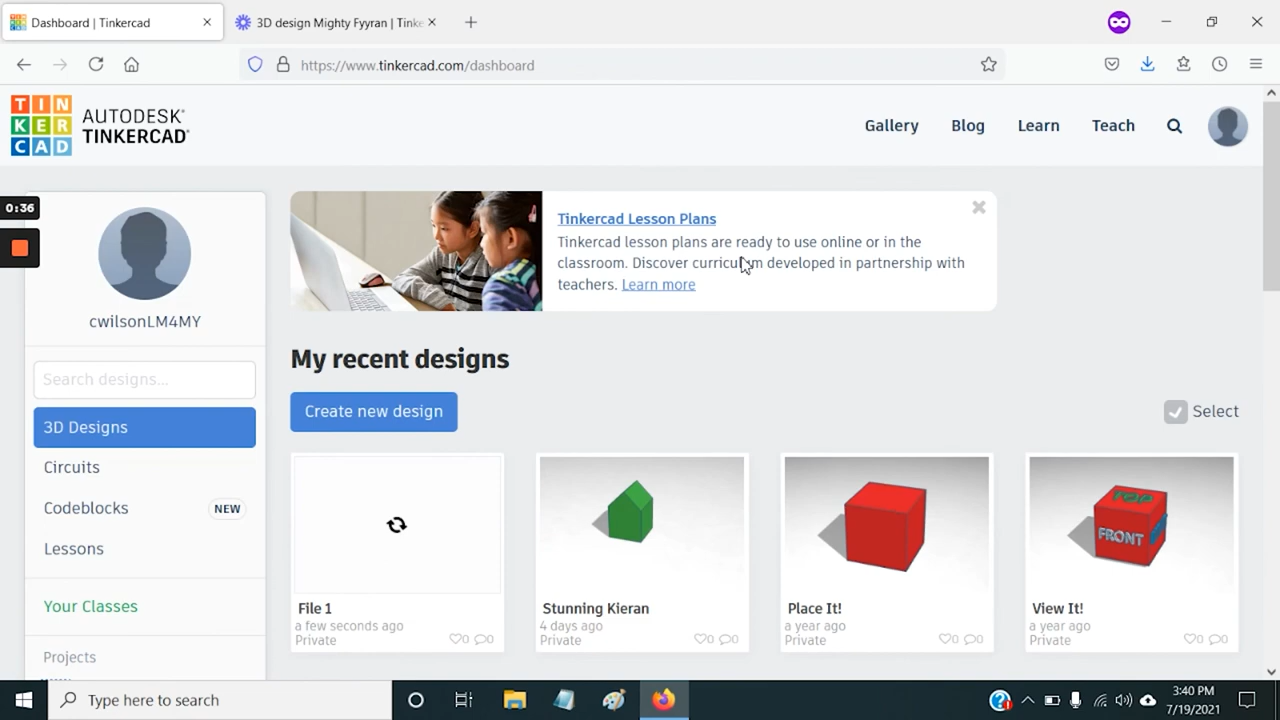 Dashboard | Tinkercad
3D design Mighty Fyyran | Tinke
https://www.tinkercad.com/dashboard
TIN
KER
CAD
AUTODESK®
TINKERCAD®
Gallery
Blog
Learn
Teach
0:36
cwilsonLM4MY
Search designs...
3D Designs
Circuits
Codeblocks
NEW
Lessons
Your Classes
Projects
Tinkercad Lesson Plans
Tinkercad lesson plans are ready to use online or in the
classroom. Discover curriculum developed in partnership with
teachers. Learn more
My recent designs
Create new design
Select
File 1
a few seconds ago
Private
0 0
Stunning Kieran
4 days ago
Private
0 0
Place It!
a year ago
Private
0 0
TOP
FRONT
View It!
a year ago
Private
0 0
Type here to search
3:40 PM
7/19/2021